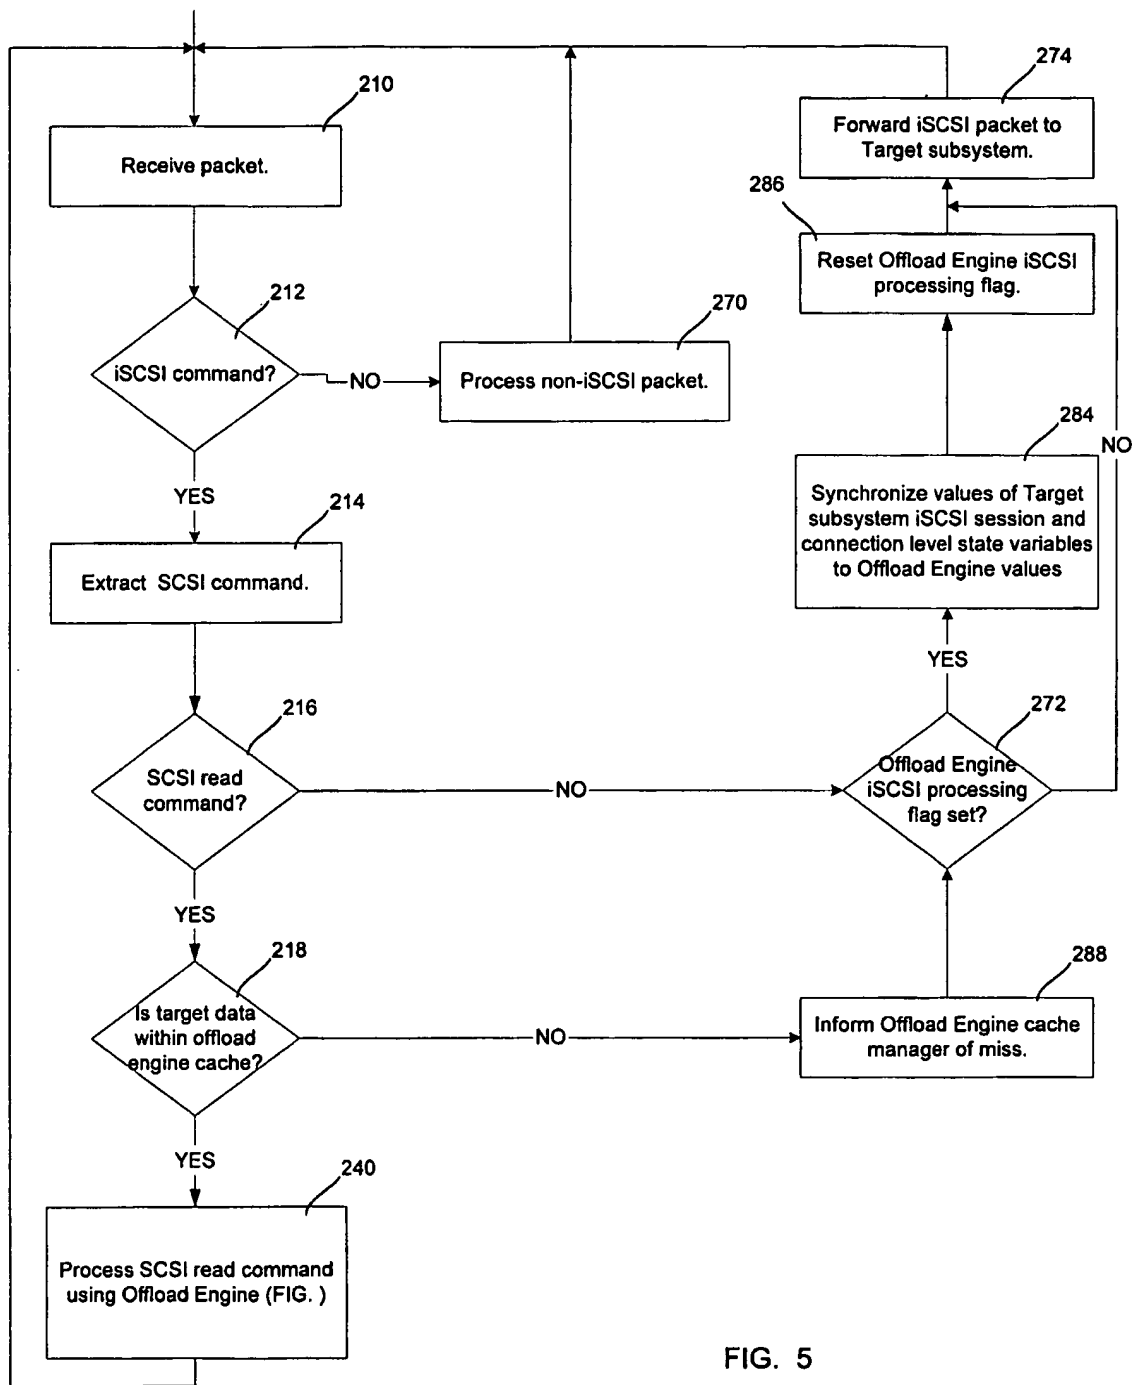 210
Receive packet.
212
iSCSI command?
NO
270
Process non-iSCSI packet.
YES
214
Extract SCSI command.
216
SCSI read
command?
NO
YES
218
Is target data
within offload
engine cache?
NO
YES
240
Process SCSI read command
using Offload Engine (FIG. )
274
Forward iSCSI packet to
Target subsystem.
286
Reset Offload Engine iSCSI
processing flag.
284
Synchronize values of Target
subsystem iSCSI session and
connection level state variables
to Offload Engine values
NO
YES
272
Offload Engine
iSCSI processing
flag set?
288
Inform Offload Engine cache
manager of miss.
FIG. 5